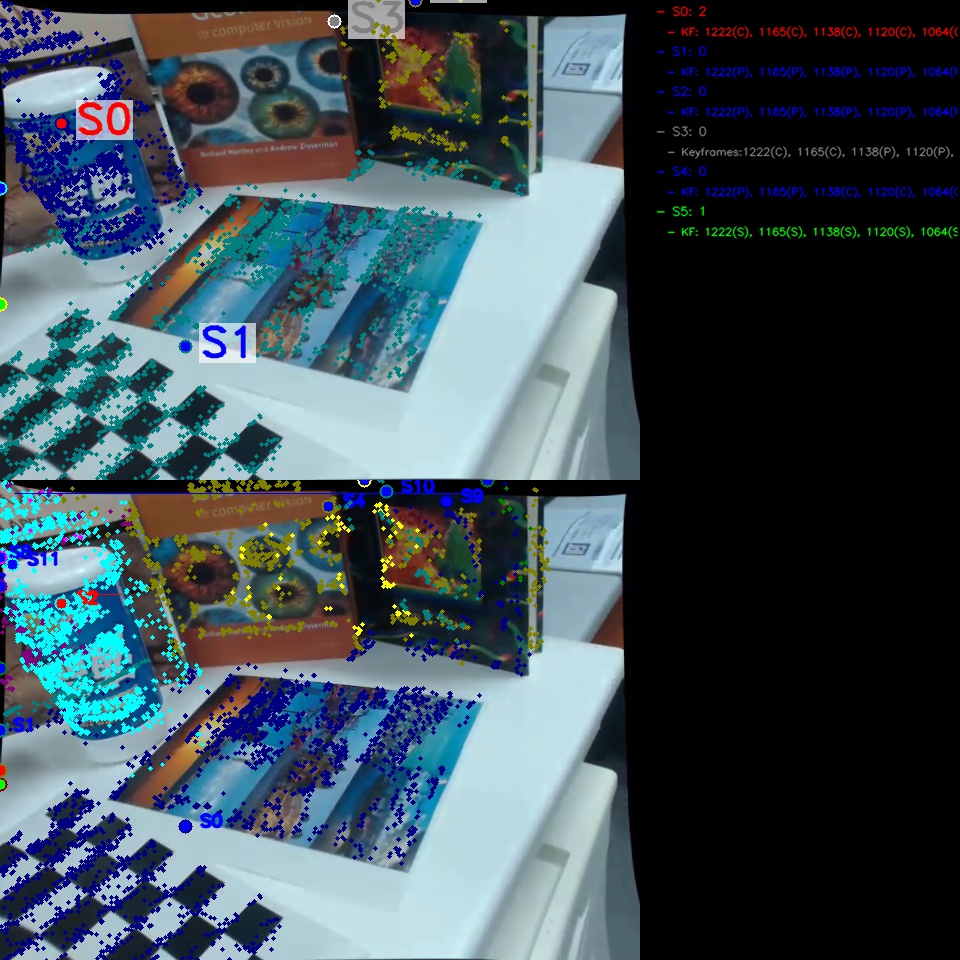 S3
in computer vision
S0
Richard Hartley and Andrew Zisserman
S1
– S0: 2
– KF: 1222(C), 1165(C), 1138(C), 1120(C), 1064(
– S1: 0
– KF: 1222(P), 1165(P), 1138(P), 1120(P), 1064(
– S2: 0
– KF: 1222(P), 1165(P), 1138(P), 1120(P), 1064(
– S3: 0
– Keyframes:1222(C), 1165(C), 1138(P), 1120(P),
– S4: 0
– KF: 1222(P), 1165(P), 1138(C), 1120(C), 1064(
– S5: 1
– KF: 1222(S), 1165(S), 1138(S), 1120(S), 1064(S
S10
S4
S9
in computer vision
S11
S1
S0